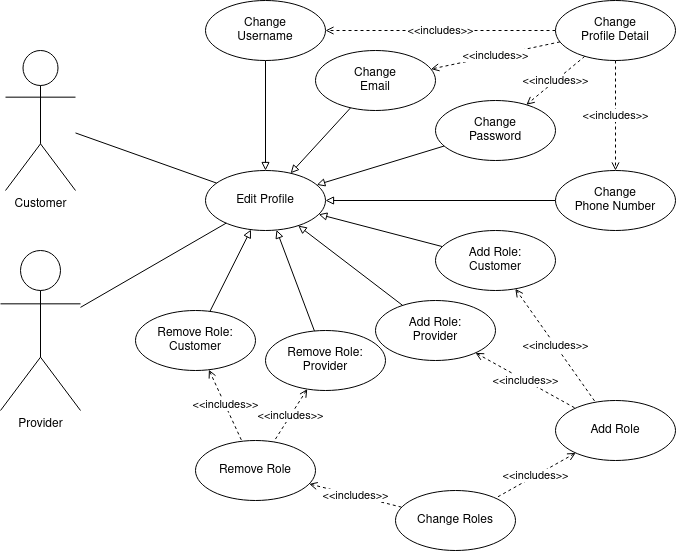 Change
Username
<<includes>>
Change
Profile Detail
<<includes>>
Change
Email
<<includes>>
Change
Password
<<includes>>
Customer
Edit Profile
Change
Phone Number
Add Role:
Customer
Remove Role:
Customer
Remove Role:
Provider
Add Role:
Provider
<<includes>>
<<includes>>
Provider
<<includes>>
<<includes>>
Add Role
Remove Role
<<includes>>
<<includes>>
Change Roles